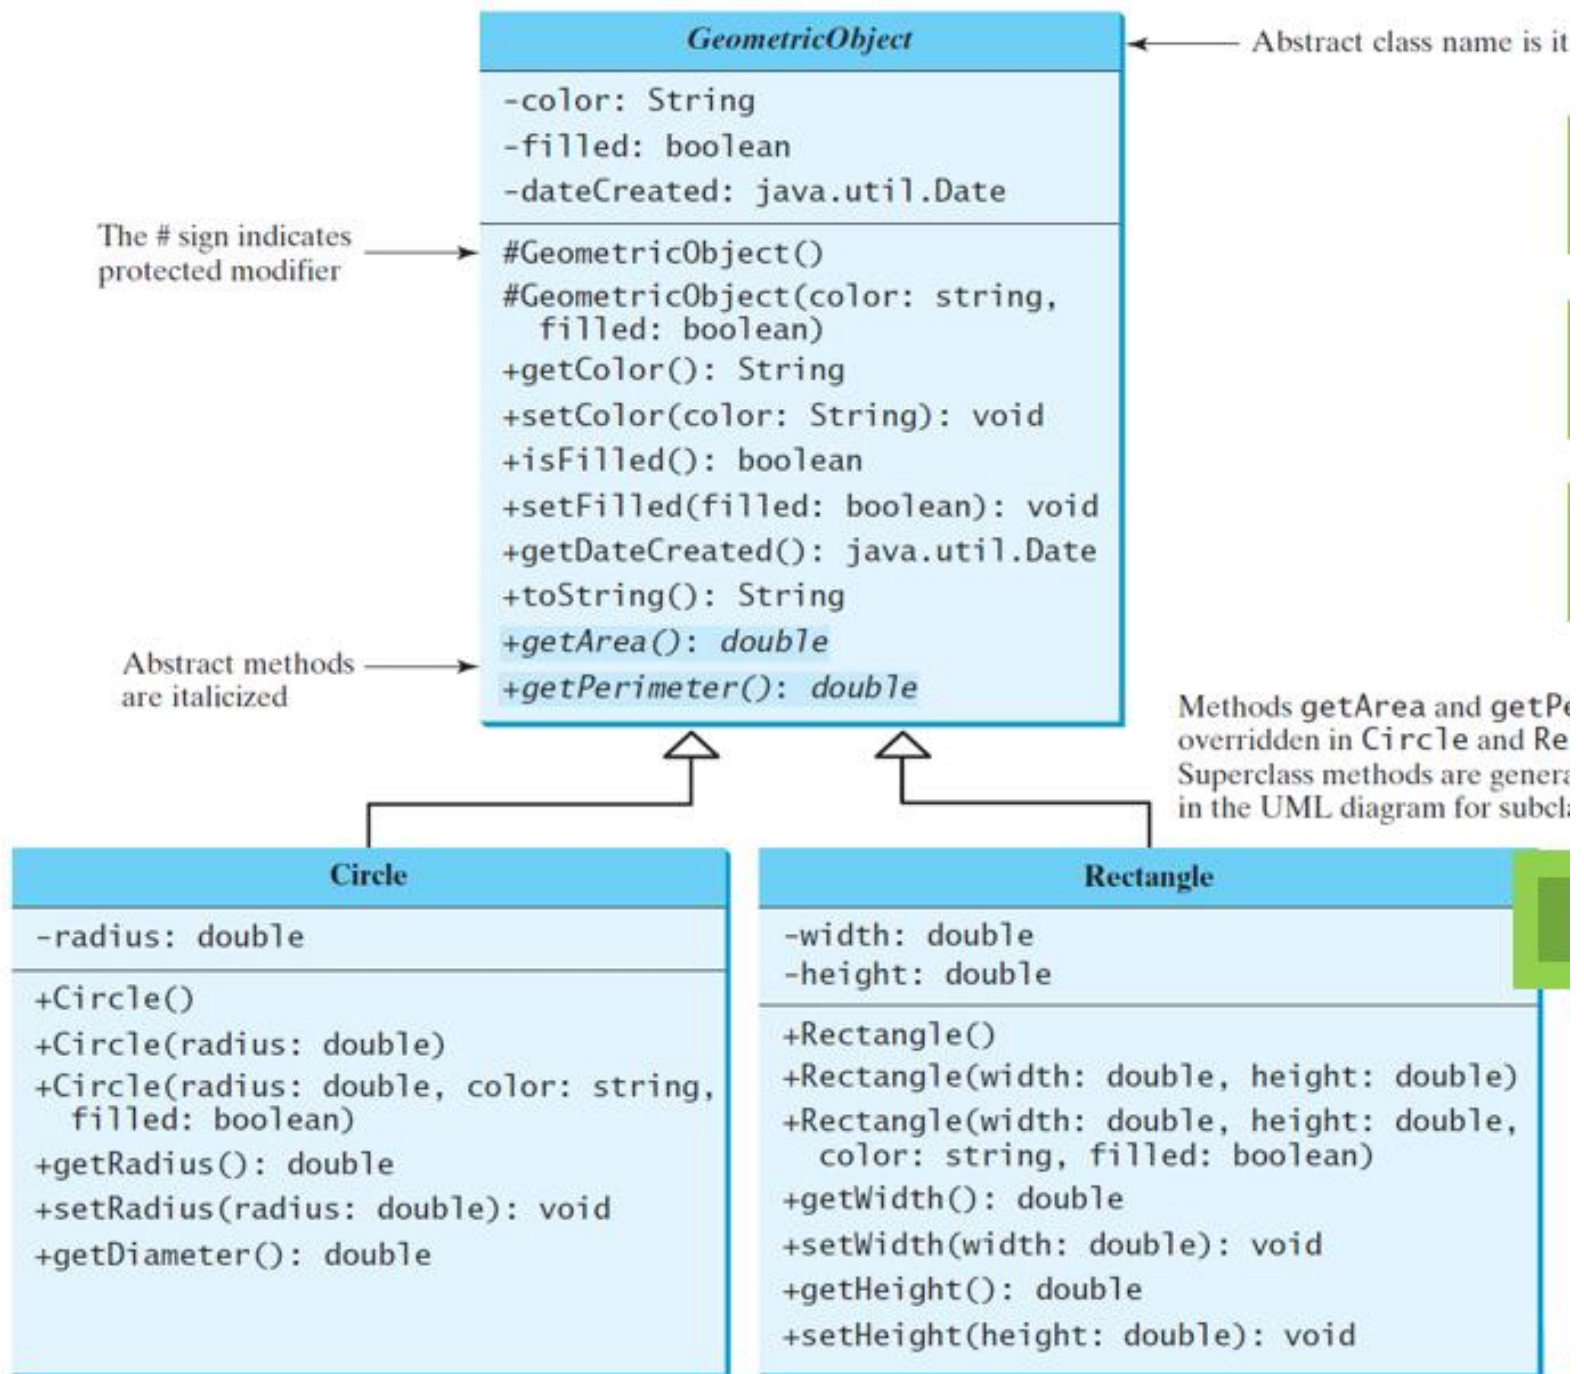 GeometricObject
Abstract class name is it
-color: String
-filled: boolean
-dateCreated: java.util.Date
The # sign indicates
protected modifier
#GeometricObject()
#GeometricObject(color: string,
filled: boolean)
+getColor(): String
+setColor(color: String): void
+isFilled(): boolean
+setFilled(filled: boolean): void
+getDateCreated(): java.util.Date
+toString(): String
+getArea(): double
+getPerimeter(): double
Abstract methods
are italicized
Methods getArea and getPe
overridden in Circle and Re
Superclass methods are genera
in the UML diagram for subcla
Circle
-radius: double
+Circle()
+Circle(radius: double)
+Circle(radius: double, color: string,
filled: boolean)
+getRadius(): double
+setRadius(radius: double): void
+getDiameter(): double
Rectangle
-width: double
-height: double
+Rectangle()
+Rectangle(width: double, height: double)
+Rectangle(width: double, height: double,
color: string, filled: boolean)
+getWidth(): double
+setWidth(width: double): void
+getHeight(): double
+setHeight(height: double): void